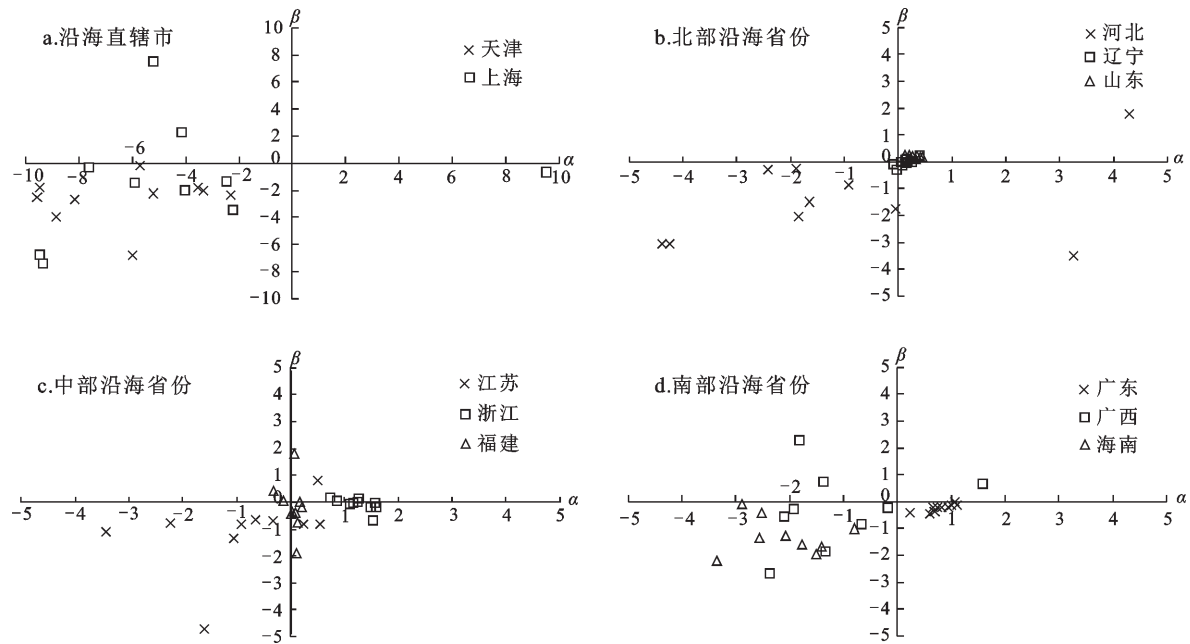 a.沿海直辖市
β
10
8
6
4
2
0
-2
-4
-6
-8
-10
-10 -8 -6 -4 -2 2 4 6 8 10 α
× 天津
□ 上海
b.北部沿海省份
β
5
4
3
2
1
0
-1
-2
-3
-4
-5
-5 -4 -3 -2 -1 1 2 3 4 5 α
× 河北
□ 辽宁
△ 山东
c.中部沿海省份
β
5
4
3
2
1
0
-1
-2
-3
-4
-5
-5 -4 -3 -2 -1 1 2 3 4 5 α
× 江苏
□ 浙江
△ 福建
d.南部沿海省份
β
5
4
3
2
1
0
-1
-2
-3
-4
-5
-5 -4 -3 -2 -1 1 2 3 4 5 α
× 广东
□ 广西
△ 海南